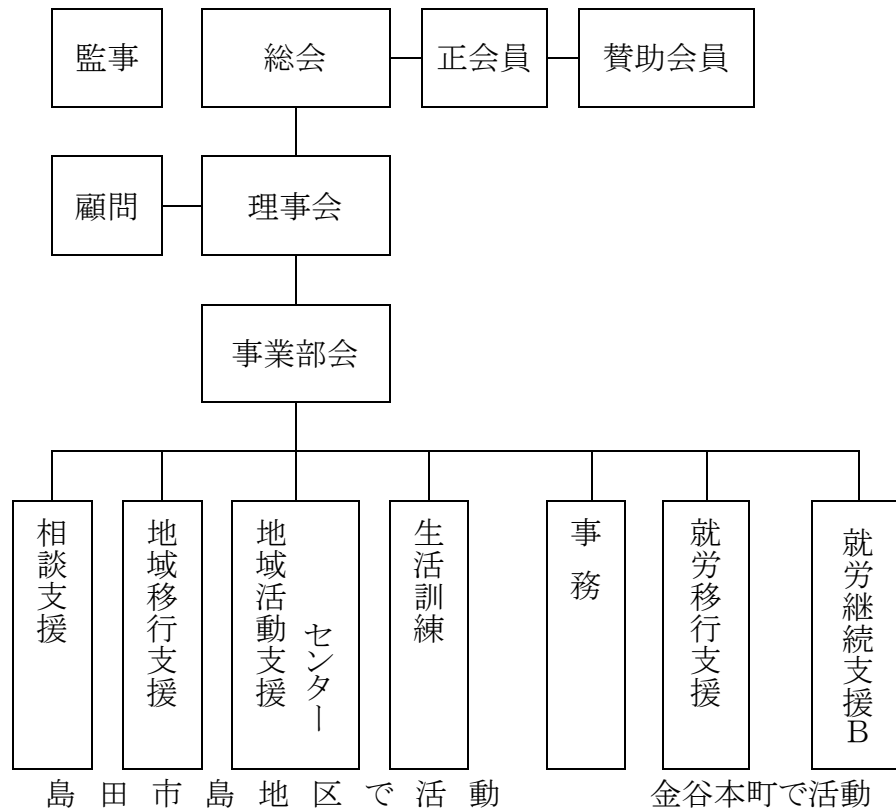 監事
総会
正会員
賛助会員
顧問
理事会
事業部会
相談支援
地域移行支援
地域活動支援
センター
生活訓練
事務
就労移行支援
就労継続支援Ｂ
島田市島地区で活動
金谷本町で活動